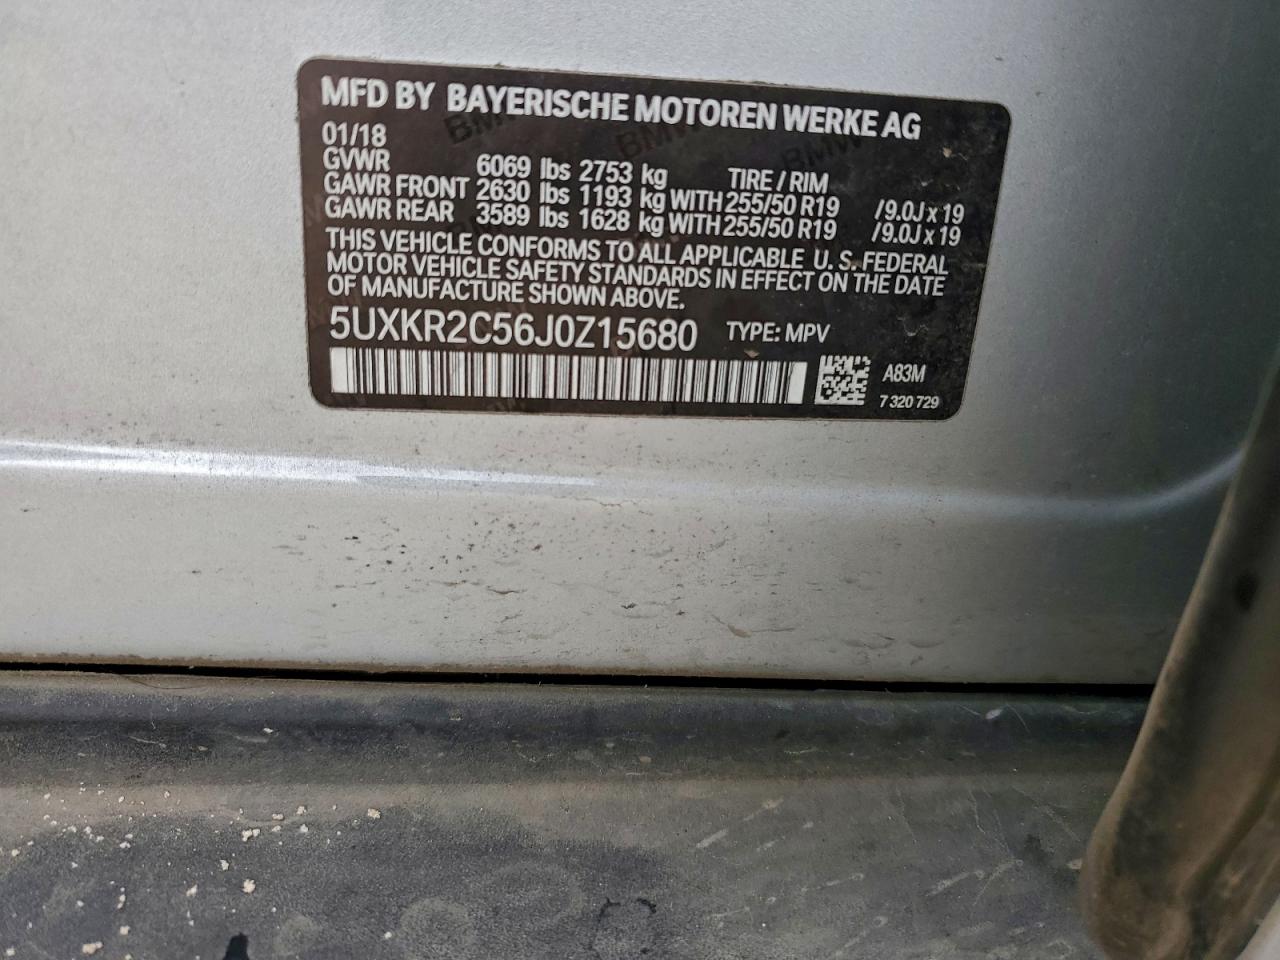 MFD BY BAYERISCHE MOTOREN WERKE AG
01/18
GVWR 6069 lbs 2753 kg TIRE / RIM
GAWR FRONT 2630 lbs 1193 kg WITH 255/50 R19 /9.0J x 19
GAWR REAR 3589 lbs 1628 kg WITH 255/50 R19 /9.0J x 19
THIS VEHICLE CONFORMS TO ALL APPLICABLE U.S. FEDERAL
MOTOR VEHICLE SAFETY STANDARDS IN EFFECT ON THE DATE
OF MANUFACTURE SHOWN ABOVE.
5UXKR2C56J0Z15680 TYPE: MPV
A83M
7 320 729